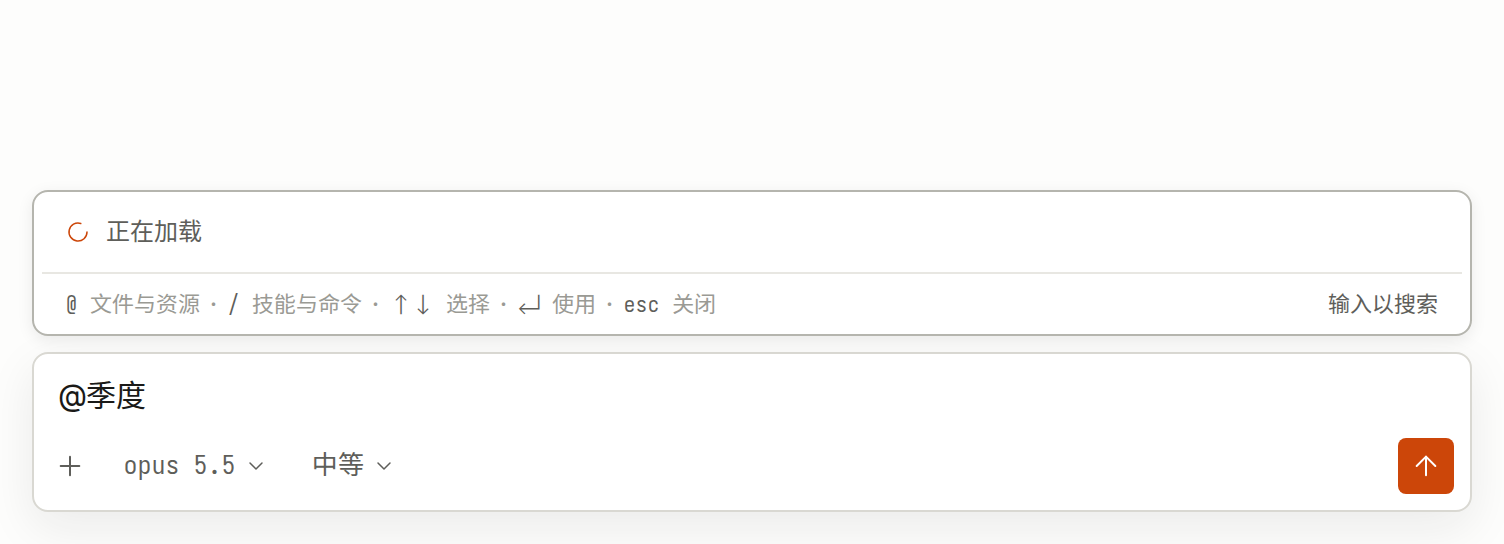 正在加载
@ 文件与资源 · / 技能与命令 · ↑↓ 选择 · ↵ 使用 · esc 关闭
输入以搜索
@季度
opus 5.5
中等